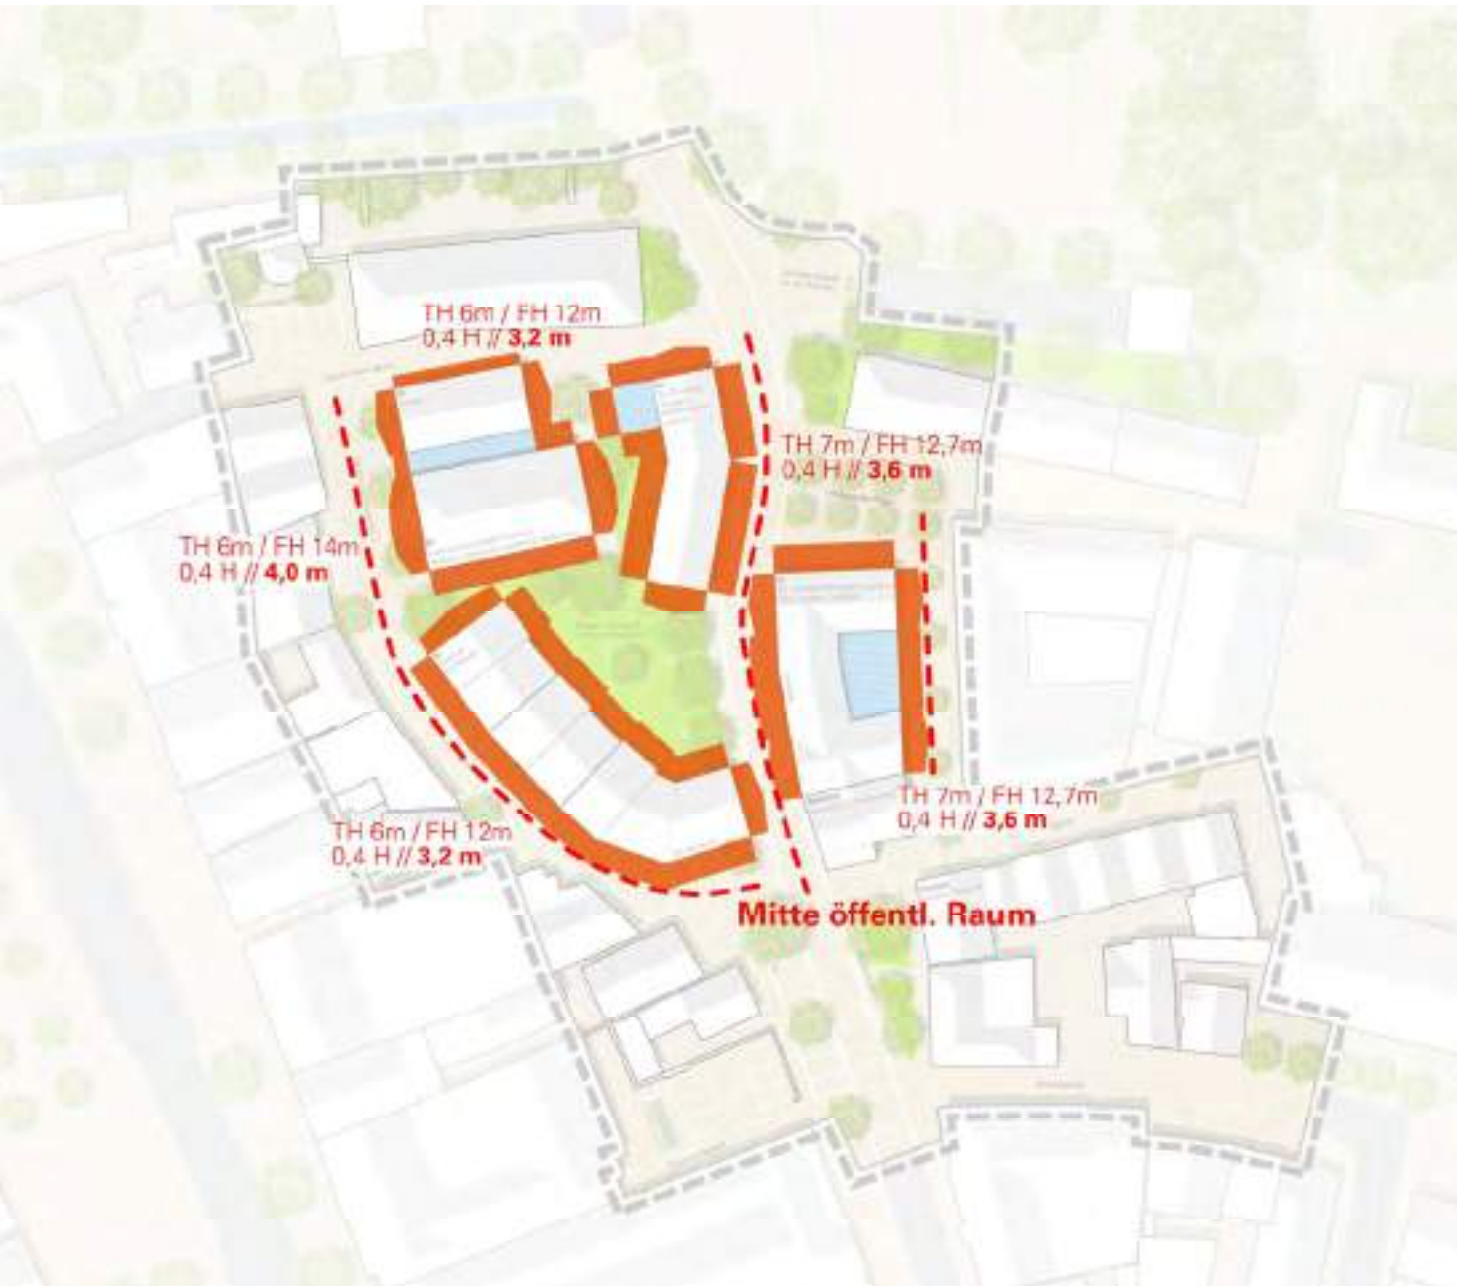 TH 6m / FH 12m
0,4 H // 3,2 m
TH 7m / FH 12,7m
0,4 H // 3,6 m
TH 6m / FH 14m
0,4 H // 4,0 m
TH 7m / FH 12,7m
0,4 H // 3,6 m
TH 6m / FH 12m
0,4 H // 3,2 m
Mitte öffentl. Raum